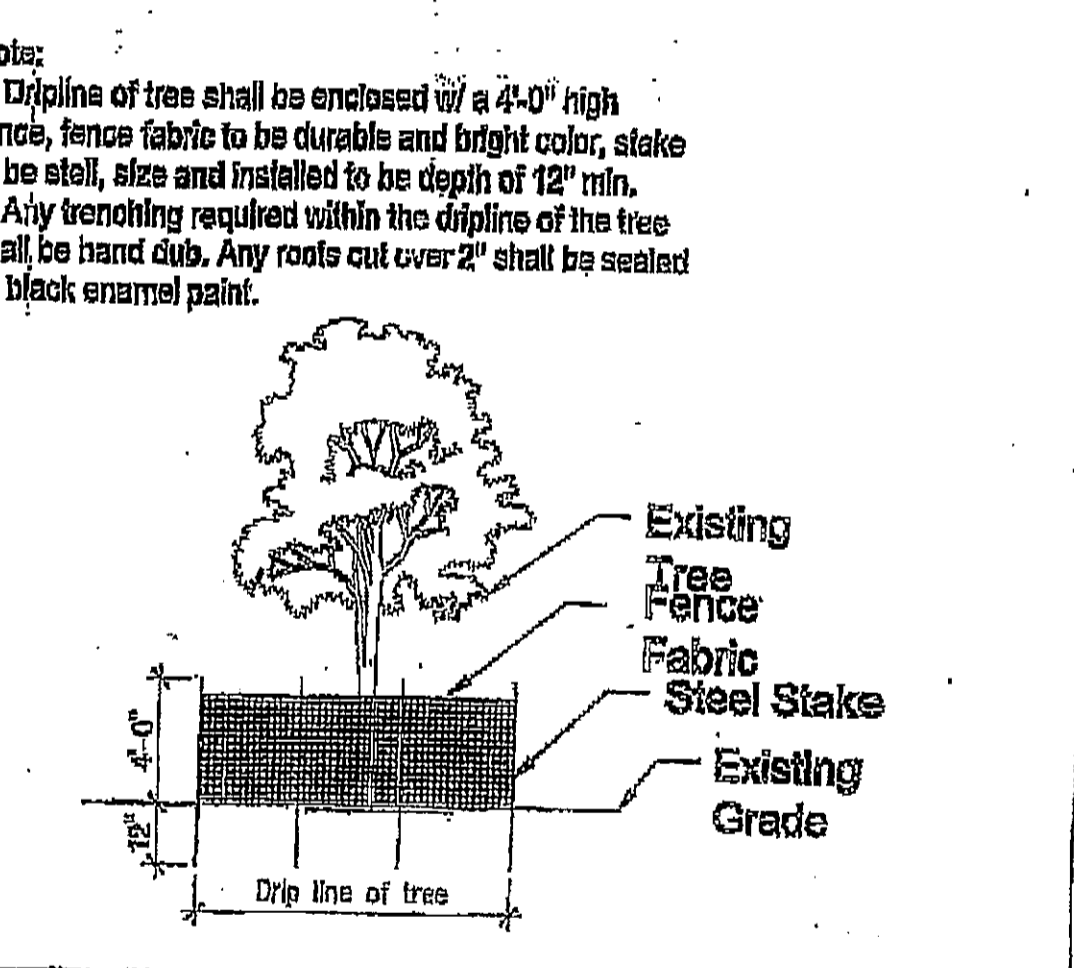 ote:
Dripline of tree shall be enclosed w/ a 4'-0" high
nce, fence fabric to be durable and bright color, stake
be stell, size and installed to be depth of 12" min.
Any trenching required within the dripline of the tree
all be hand dub. Any roots cut over 2" shall be sealed
black enamel paint.
Existing
Tree
Fence
Fabric
Steel Stake
Existing
Grade
4'-0"
12"
Drip line of tree